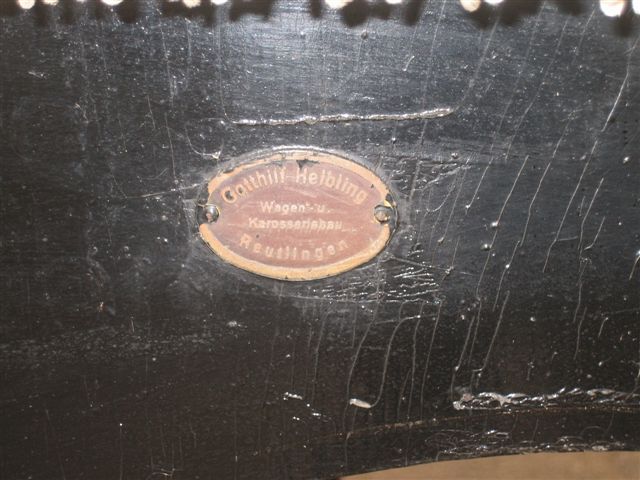 Gotthilf Helbling
Wagen- u.
Karosseriebau
Reutlingen